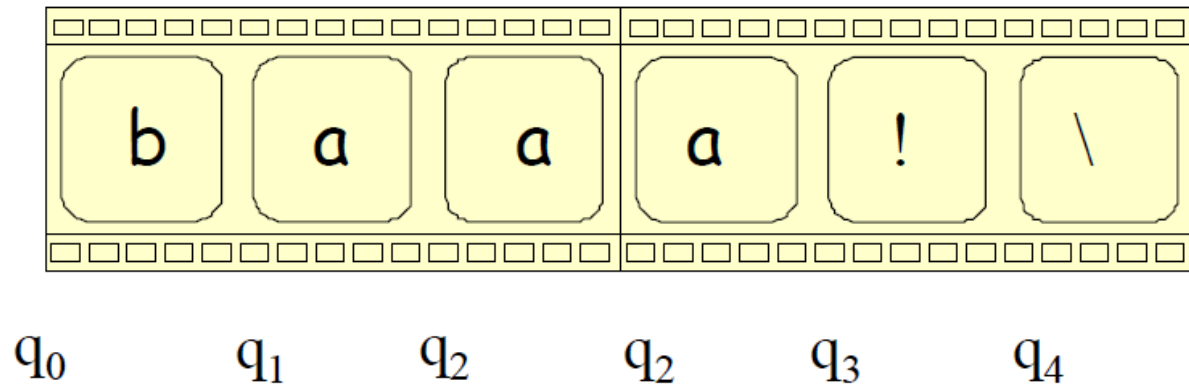 b a a a ! \
q₀ q₁ q₂ q₂ q₃ q₄